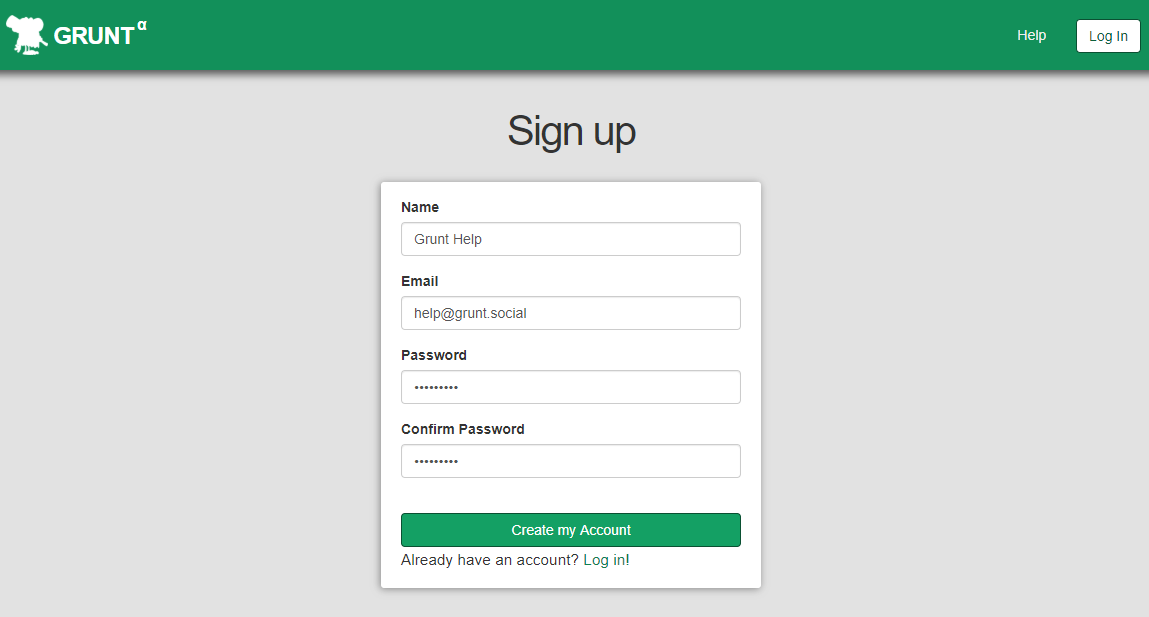 GRUNT α
Help
Log In
Sign up
Name
Grunt Help
Email
help@grunt.social
Password
•••••••••
Confirm Password
•••••••••
Create my Account
Already have an account? Log in!